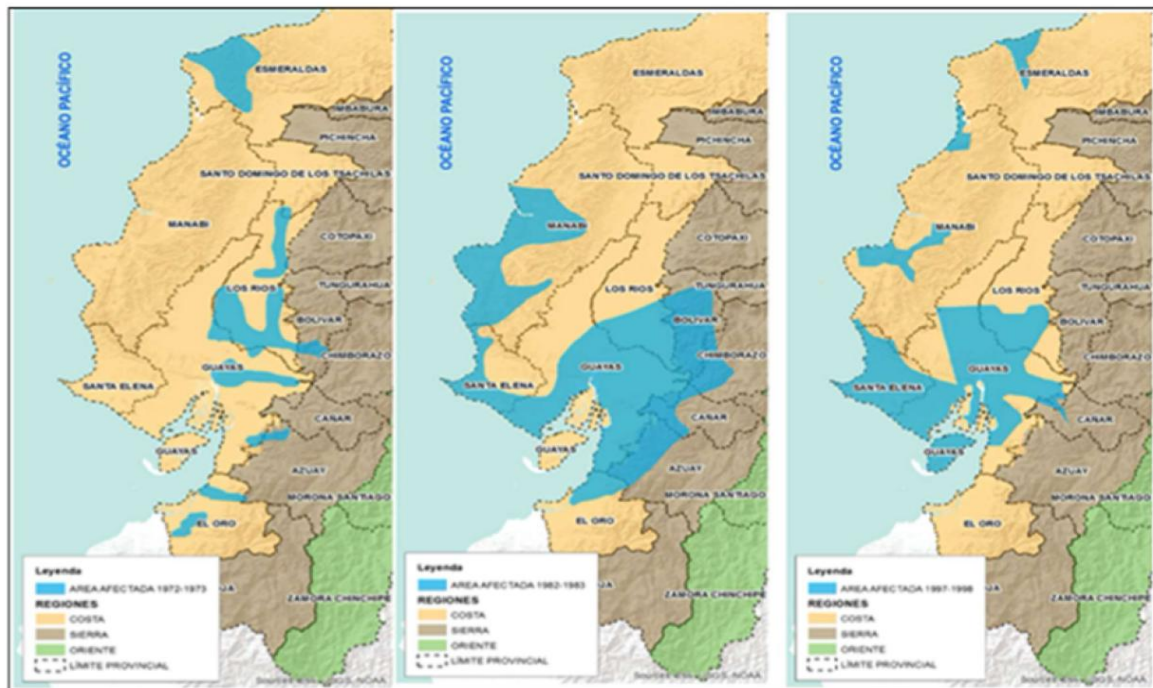 OCÉANO PACÍFICO
ESMERALDAS
IMBABURA
PICHINCHA
SANTO DOMINGO DE LOS TSACHILAS
MANABI
COTOPAXI
TUNGURAHUA
LOS RIOS
BOLIVAR
CHIMBORAZO
GUAYAS
SANTA ELENA
CAÑAR
GUAYAS
AZUAY
MORONA SANTIAGO
EL ORO
ZAMORA CHINCHIPE
Leyenda
AREA AFECTADA 1972-1973
REGIONES
COSTA
SIERRA
ORIENTE
LÍMITE PROVINCIAL
OCÉANO PACÍFICO
ESMERALDAS
IMBABURA
PICHINCHA
SANTO DOMINGO DE LOS TSACHILAS
MANABI
COTOPAXI
TUNGURAHUA
LOS RIOS
BOLIVAR
CHIMBORAZO
GUAYAS
SANTA ELENA
CAÑAR
GUAYAS
AZUAY
MORONA SANTIAGO
EL ORO
ZAMORA CHINCHIPE
Leyenda
AREA AFECTADA 1982-1983
REGIONES
COSTA
SIERRA
ORIENTE
LÍMITE PROVINCIAL
OCÉANO PACÍFICO
ESMERALDAS
IMBABURA
PICHINCHA
SANTO DOMINGO DE LOS TSACHILAS
MANABI
COTOPAXI
TUNGURAHUA
LOS RIOS
BOLIVAR
CHIMBORAZO
GUAYAS
SANTA ELENA
CAÑAR
GUAYAS
AZUAY
MORONA SANTIAGO
EL ORO
ZAMORA CHINCHIPE
Leyenda
AREA AFECTADA 1997-1998
REGIONES
COSTA
SIERRA
ORIENTE
LÍMITE PROVINCIAL